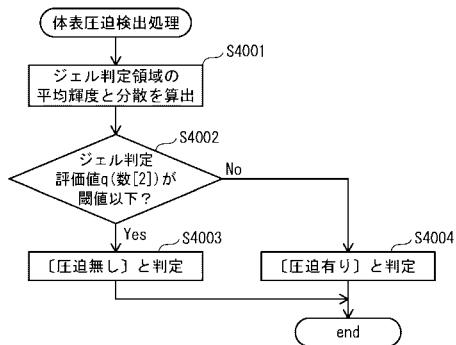 体表圧迫検出処理
S4001
ジェル判定領域の
平均輝度と分散を算出
S4002
ジェル判定
評価値q(数[2])が
閾値以下?
No
Yes
S4003
〔圧迫無し〕と判定
S4004
〔圧迫有り〕と判定
end